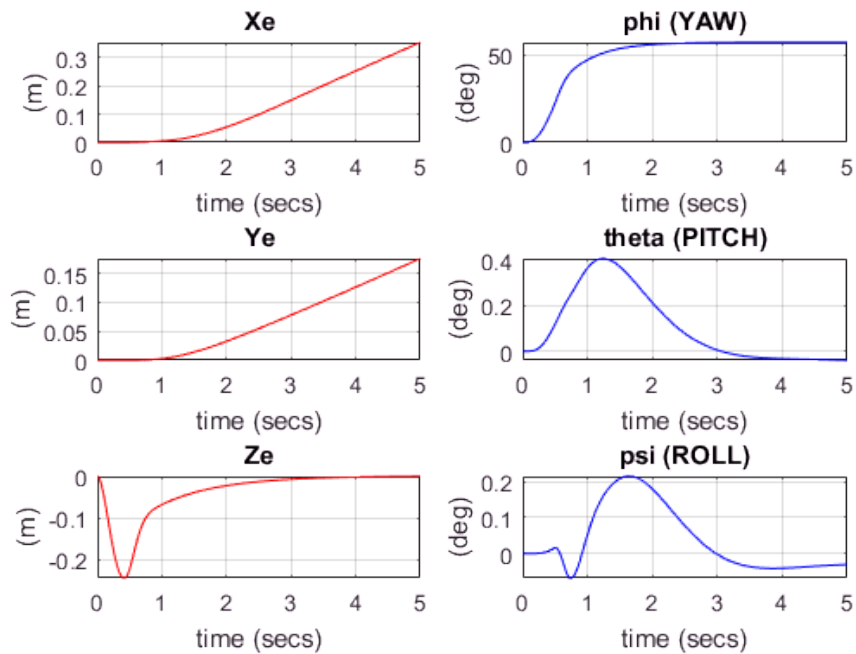 Xe
(m)
0.3
0.2
0.1
0
0 1 2 3 4 5
time (secs)
phi (YAW)
(deg)
50
0
0 1 2 3 4 5
time (secs)
Ye
(m)
0.15
0.1
0.05
0
0 1 2 3 4 5
time (secs)
theta (PITCH)
(deg)
0.4
0.2
0
0 1 2 3 4 5
time (secs)
Ze
(m)
0
-0.1
-0.2
0 1 2 3 4 5
time (secs)
psi (ROLL)
(deg)
0.2
0.1
0
0 1 2 3 4 5
time (secs)